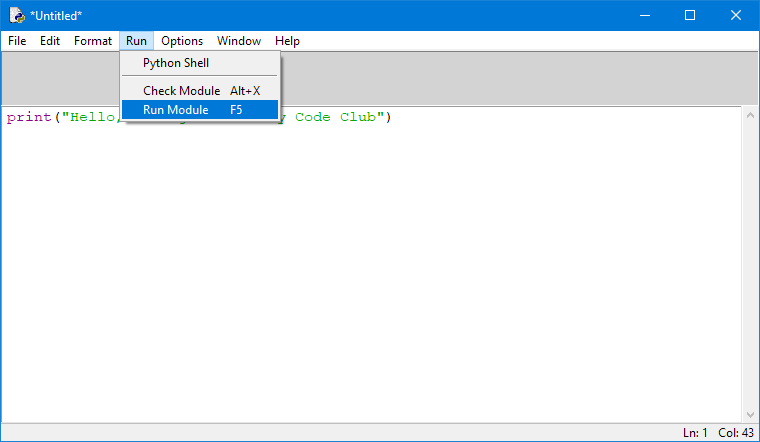 *Untitled*
File Edit Format Run Options Window Help
Python Shell
Check Module Alt+X
Run Module F5
print("Hello, Code Club")
Ln: 1 Col: 43